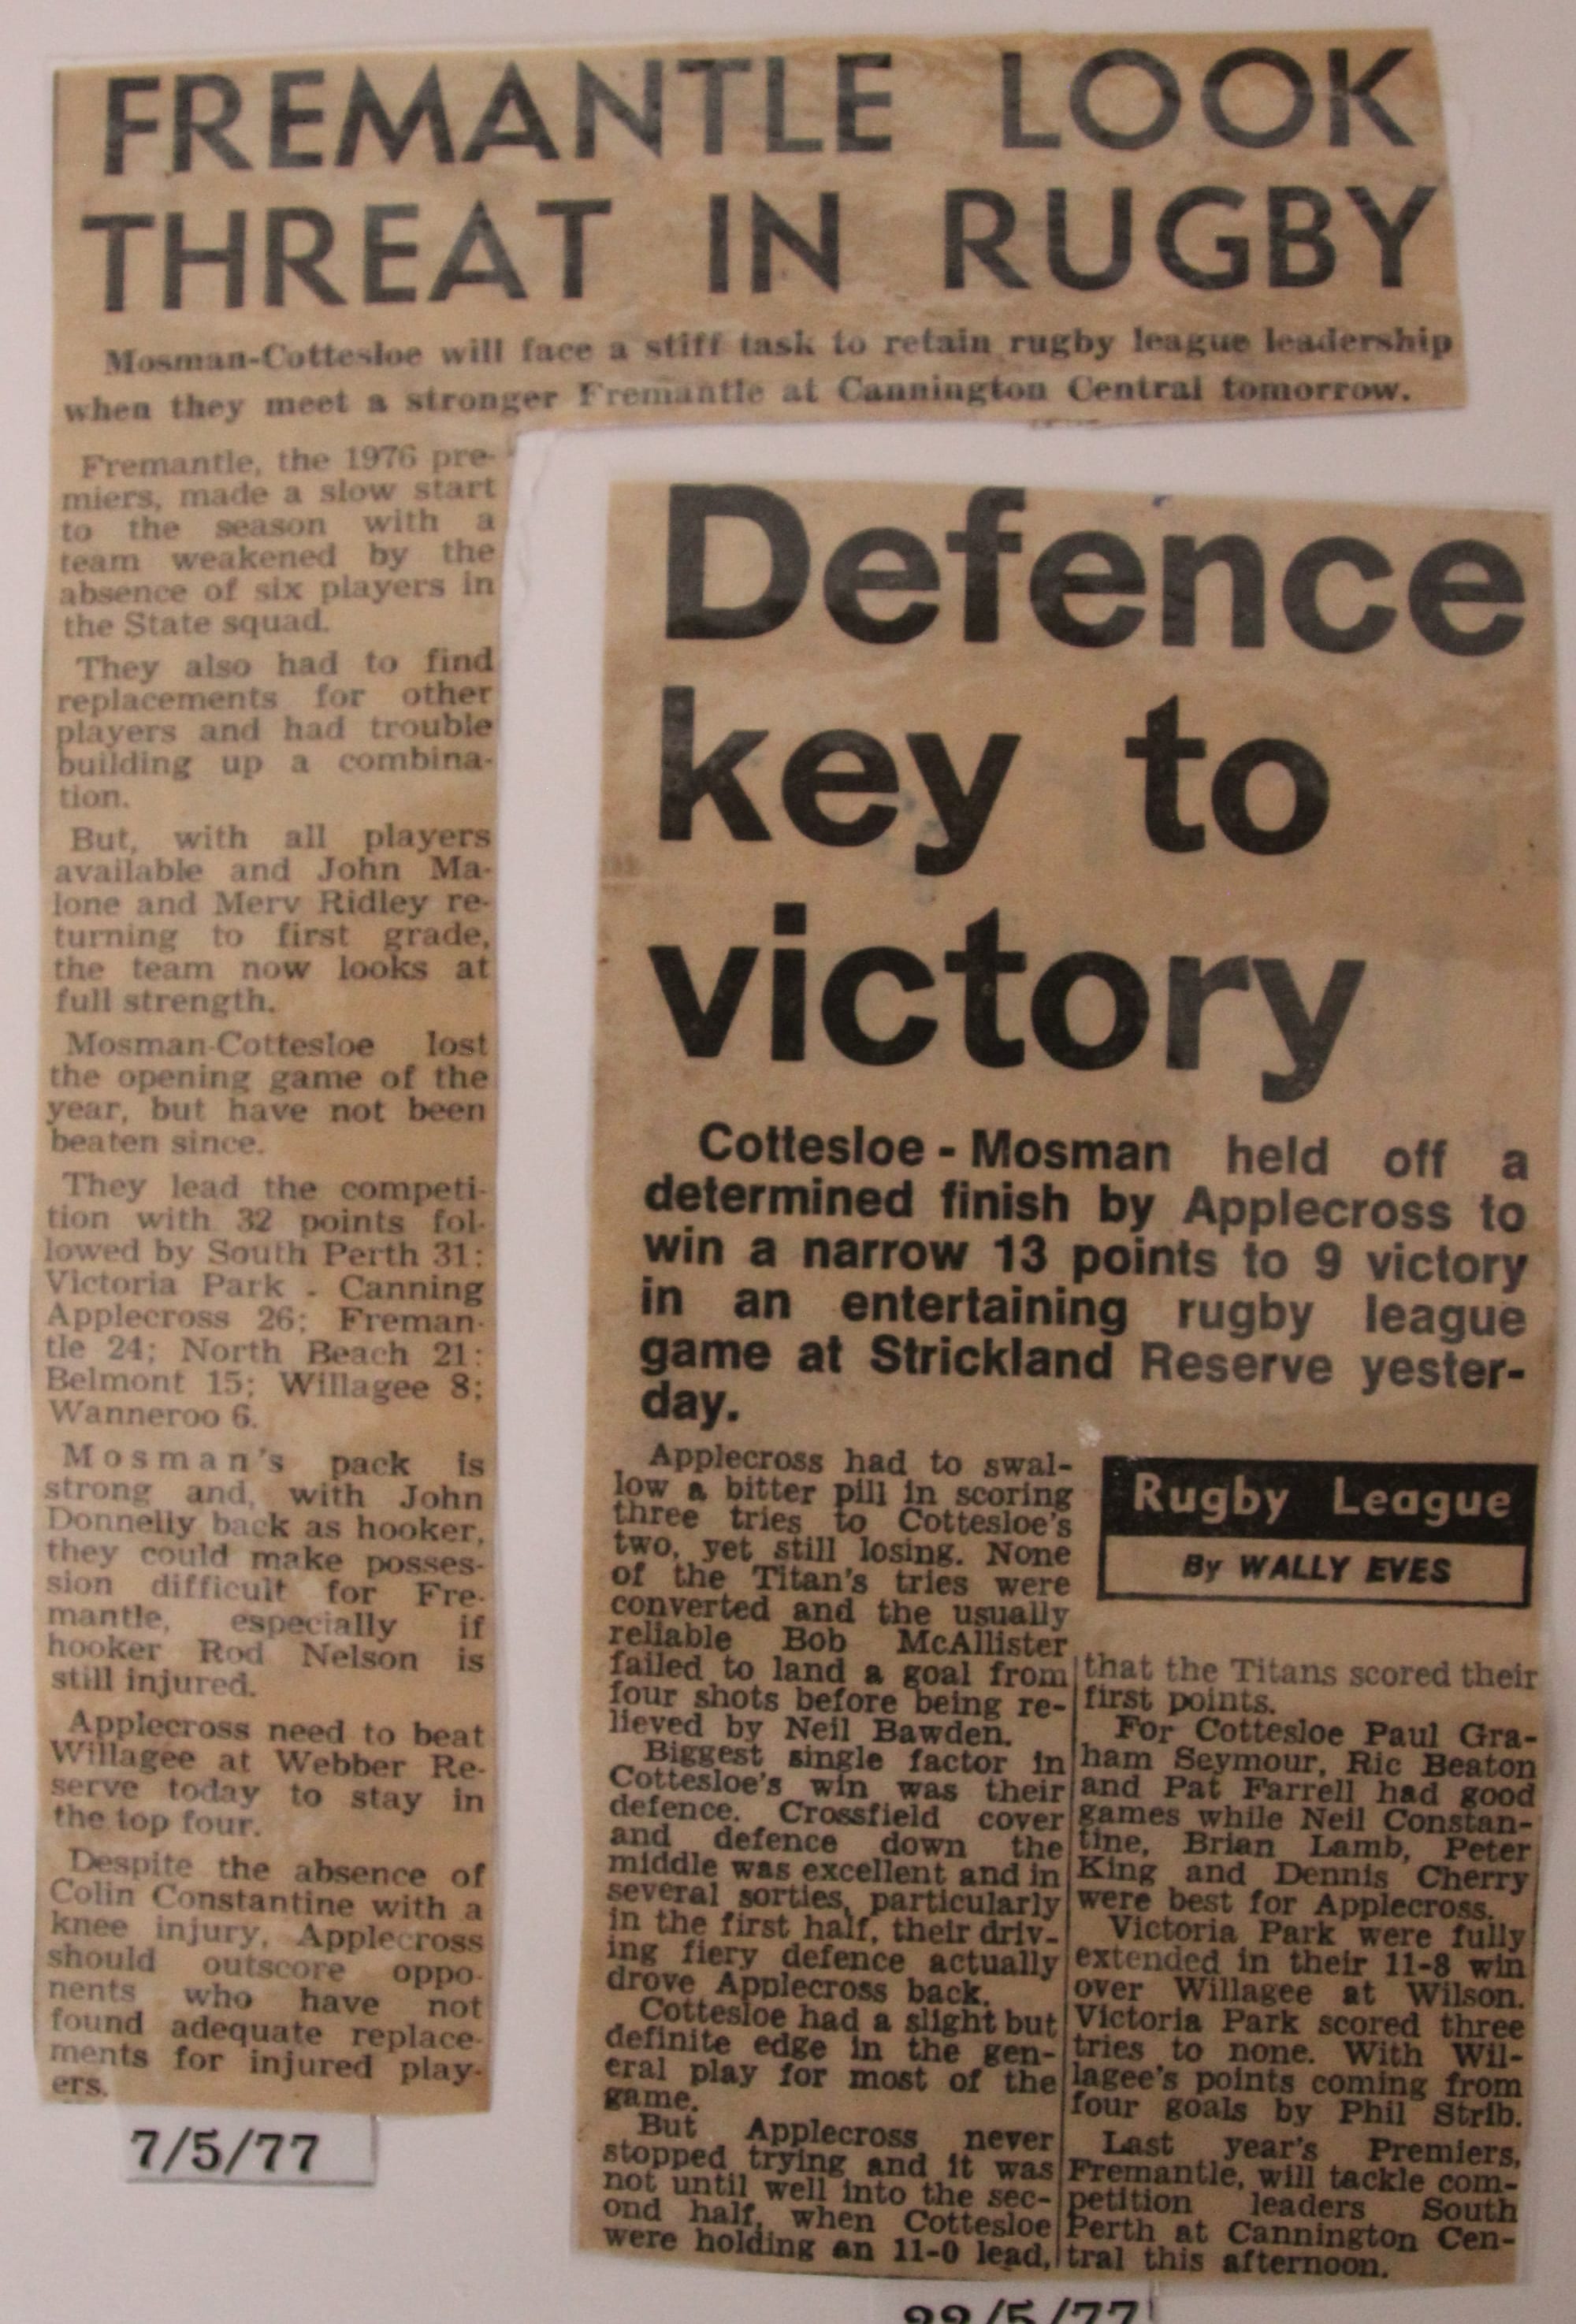 FREMANTLE LOOK
THREAT IN RUGBY
Mosman-Cottesloe will face a stiff task to retain rugby league leadership
when they meet a stronger Fremantle at Cannington Central tomorrow.
Fremantle, the 1976 pre-
miers, made a slow start
to the season with a
team weakened by the
absence of six players in
the State squad.
They also had to find
replacements for other
players and had trouble
building up a combina-
tion.
But, with all players
available and John Ma-
lone and Merv Ridley re-
turning to first grade,
the team now looks at
full strength.
Mosman-Cottesloe lost
the opening game of the
year, but have not been
beaten since.
They lead the competi-
tion with 32 points fol-
lowed by South Perth 31;
Victoria Park - Canning
Applecross 26; Freman-
tle 24; North Beach 21;
Belmont 15; Willagee 8;
Wanneroo 6.
Mosman's pack is
strong and, with John
Donnelly back as hooker,
they could make posses-
sion difficult for Fre-
mantle, especially if
hooker Rod Nelson is
still injured.
Applecross need to beat
Willagee at Webber Re-
serve today to stay in
the top four.
Despite the absence of
Colin Constantine with a
knee injury, Applecross
should outscore oppo-
nents who have not
found adequate replace-
ments for injured play-
ers.
7/5/77
Defence
key to
victory
Cottesloe - Mosman held off a
determined finish by Applecross to
win a narrow 13 points to 9 victory
in an entertaining rugby league
game at Strickland Reserve yester-
day.
Rugby League
By WALLY EVES
Applecross had to swal-
low a bitter pill in scoring
three tries to Cottesloe's
two, yet still losing. None
of the Titan's tries were
converted and the usually
reliable Bob McAllister
failed to land a goal from
four shots before being re-
lieved by Neil Bawden.
Biggest single factor in
Cottesloe's win was their
defence. Crossfield cover
and defence down the
middle was excellent and in
several sorties, particularly
in the first half, their driv-
ing fiery defence actually
drove Applecross back.
Cottesloe had a slight but
definite edge in the gen-
eral play for most of the
game.
But Applecross never
stopped trying and it was
not until well into the sec-
ond half, when Cottesloe
were holding an 11-0 lead,
that the Titans scored their
first points.
For Cottesloe Paul Gra-
ham Seymour, Ric Beaton
and Pat Farrell had good
games while Neil Constan-
tine, Brian Lamb, Peter
King and Dennis Cherry
were best for Applecross.
Victoria Park were fully
extended in their 11-8 win
over Willagee at Wilson.
Victoria Park scored three
tries to none. With Wil-
lagee's points coming from
four goals by Phil Strib.
Last year's Premiers,
Fremantle, will tackle com-
petition leaders South
Perth at Cannington Cen-
tral this afternoon.
22/5/77